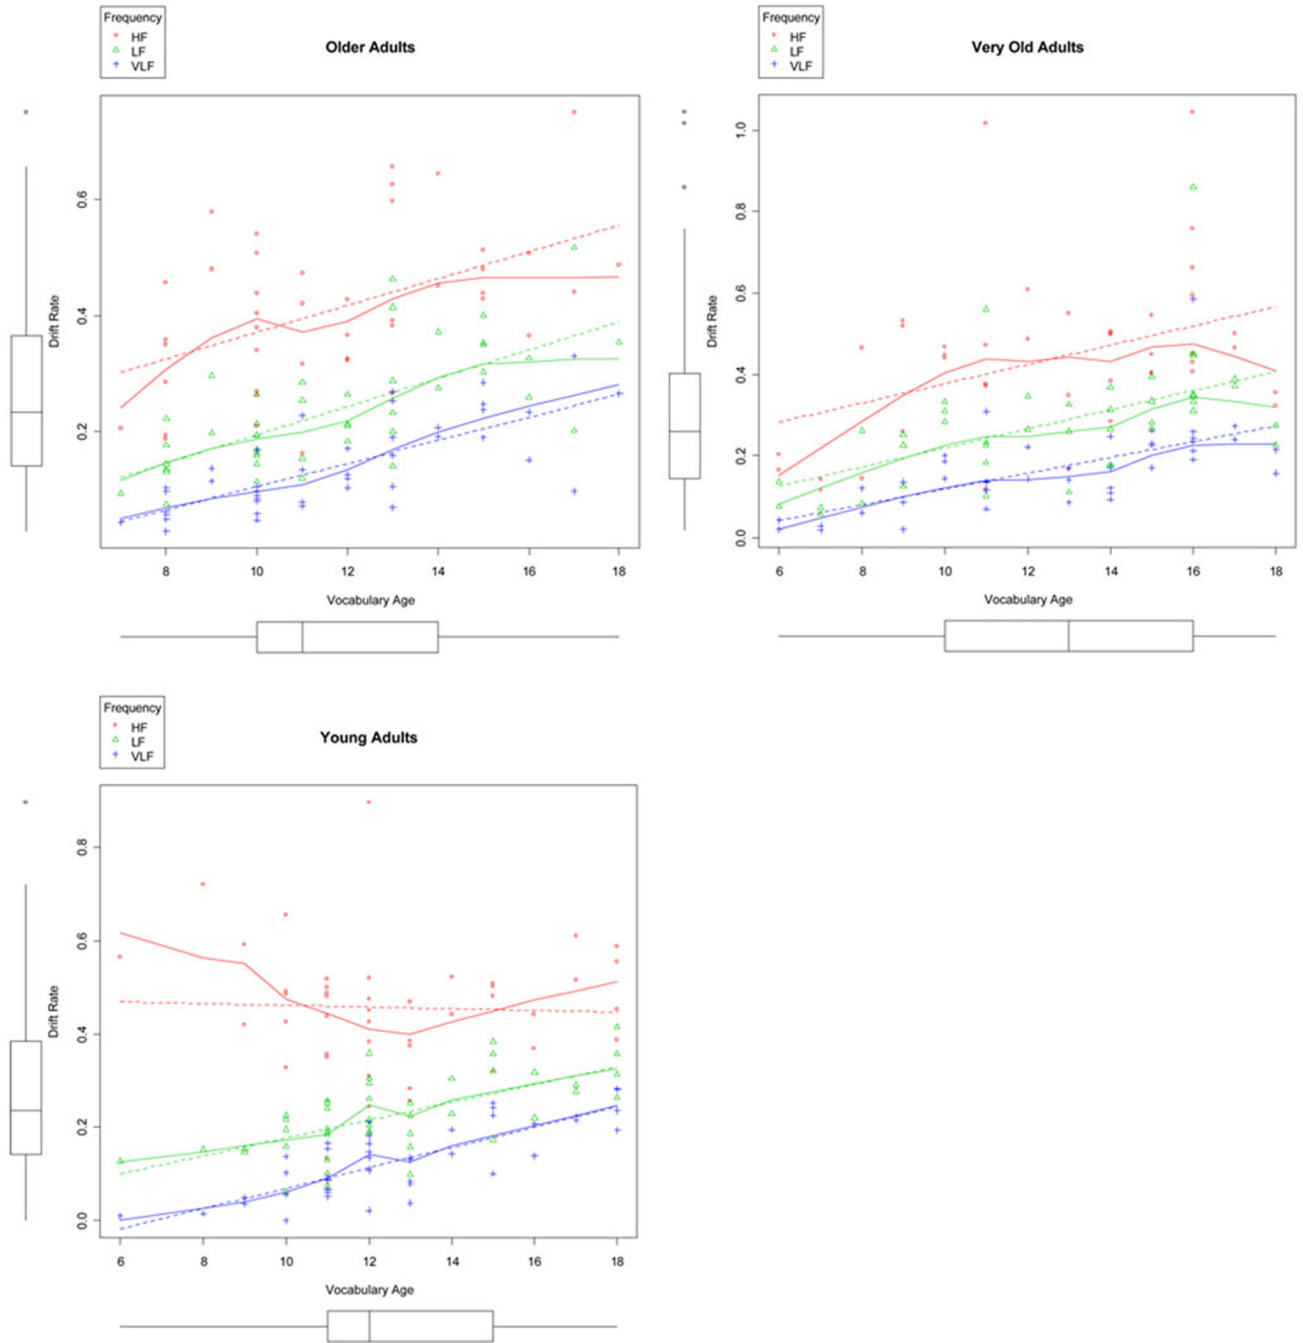 Frequency
HF
LF
VLF
Older Adults
Drift Rate
0.6
0.4
0.2
8 10 12 14 16 18
Vocabulary Age
Frequency
HF
LF
VLF
Very Old Adults
Drift Rate
1.0
0.8
0.6
0.4
0.2
0.0
6 8 10 12 14 16 18
Vocabulary Age
Frequency
HF
LF
VLF
Young Adults
Drift Rate
0.8
0.6
0.4
0.2
0.0
6 8 10 12 14 16 18
Vocabulary Age